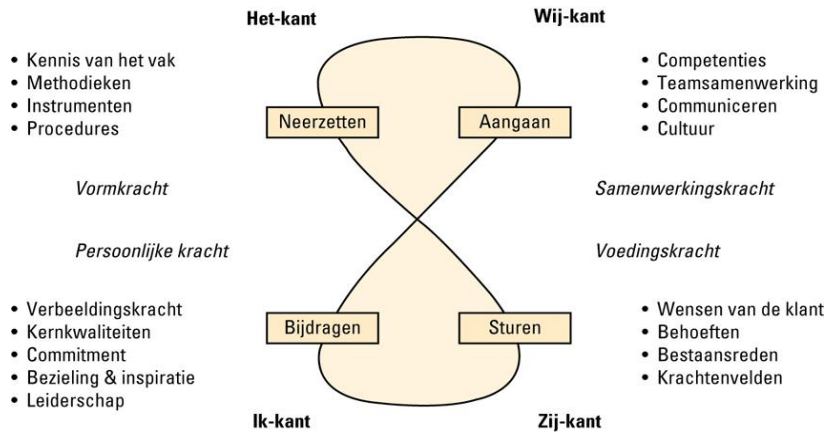 Het-kant
Wij-kant
• Kennis van het vak
• Methodieken
• Instrumenten
• Procedures
• Competenties
• Teamsamenwerking
• Communiceren
• Cultuur
Neerzetten
Aangaan
Vormkracht
Samenwerkingskracht
Persoonlijke kracht
Voedingskracht
• Verbeeldingskracht
• Kernkwaliteiten
• Commitment
• Bezieling & inspiratie
• Leiderschap
Bijdragen
Sturen
• Wensen van de klant
• Behoeften
• Bestaansreden
• Krachtenvelden
Ik-kant
Zij-kant